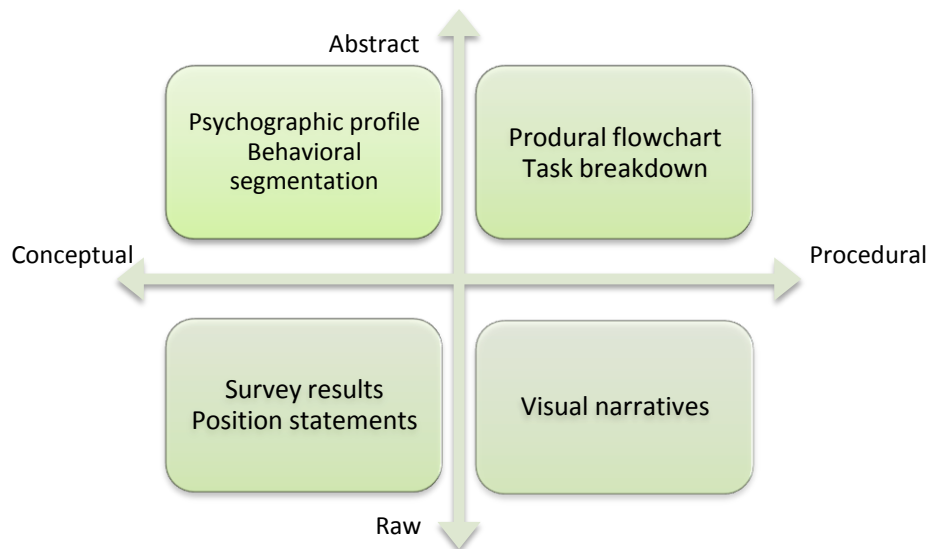 Abstract
Psychographic profile
Behavioral
segmentation
Produral flowchart
Task breakdown
Conceptual
Procedural
Survey results
Position statements
Visual narratives
Raw